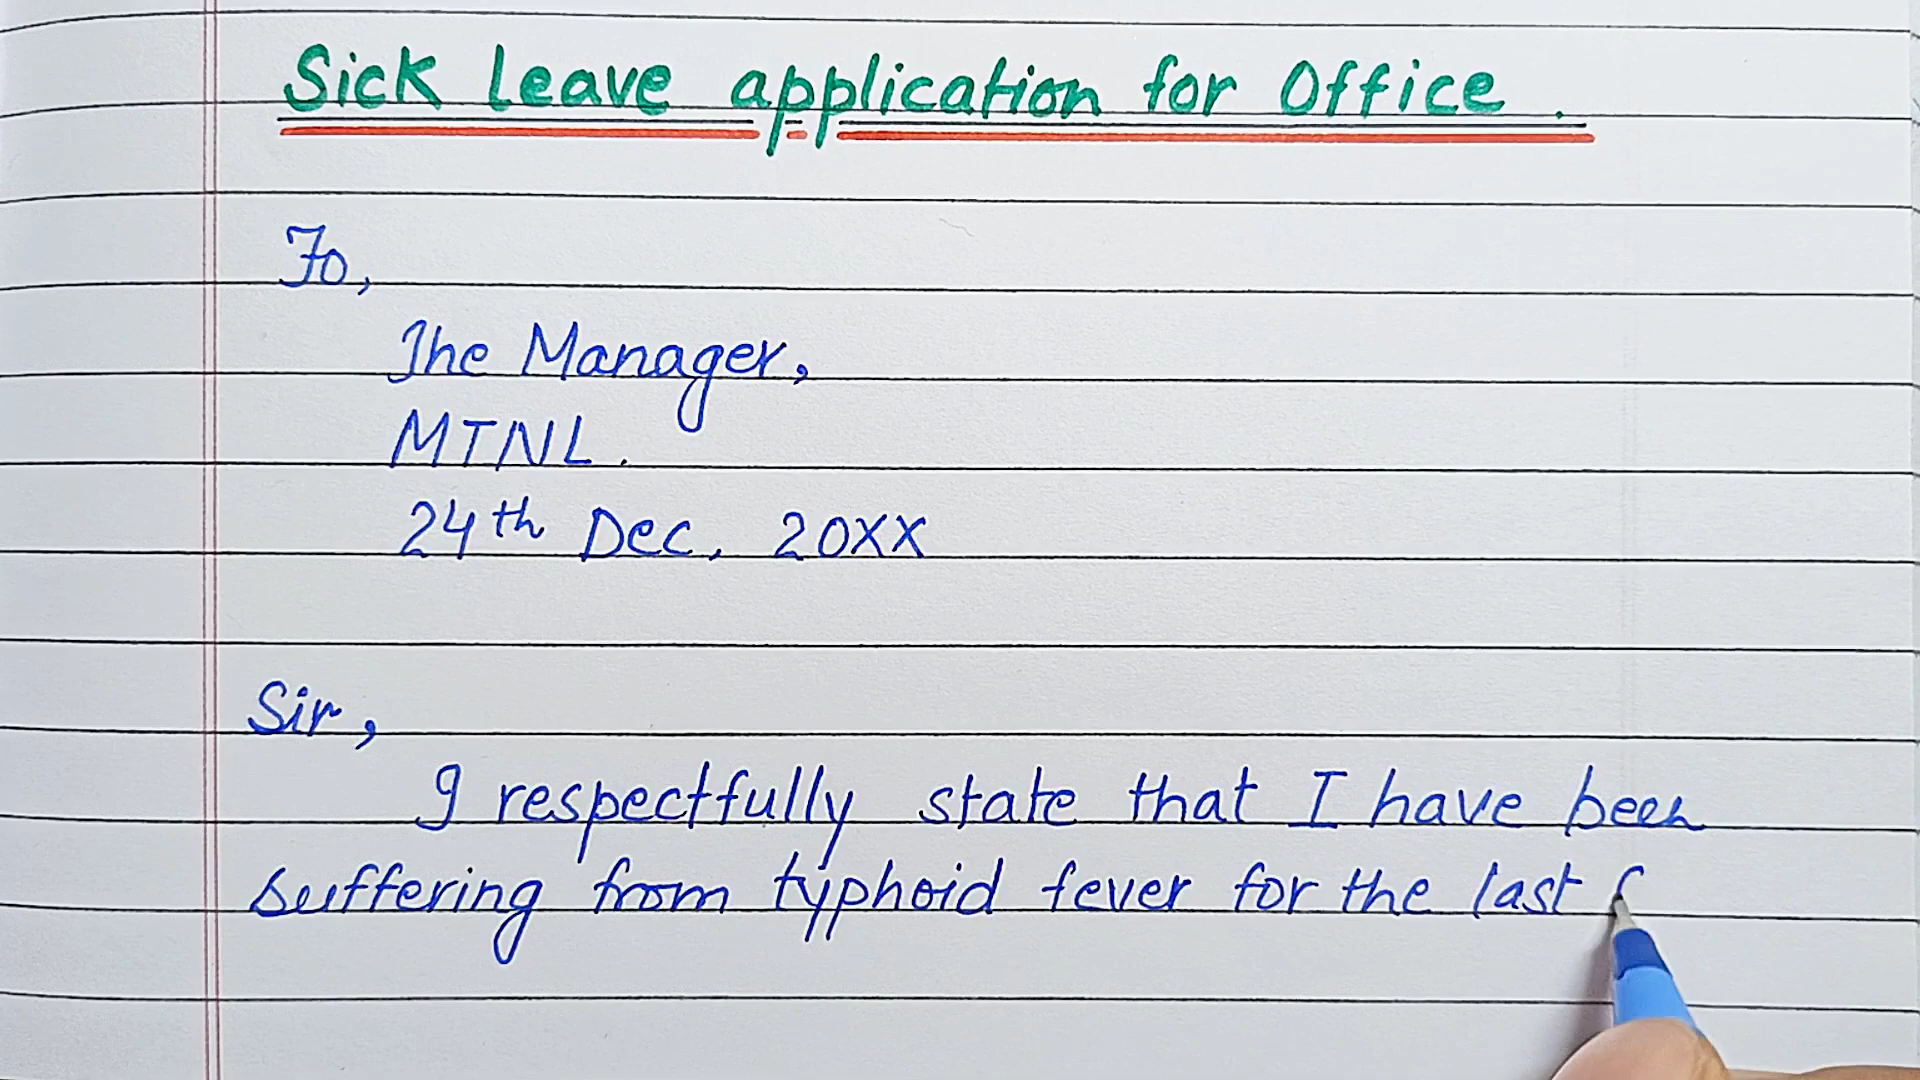 Sick Leave application for Office.
To,
The Manager,
MTNL.
24th Dec, 20XX
Sir,
I respectfully state that I have been
suffering from typhoid fever for the last